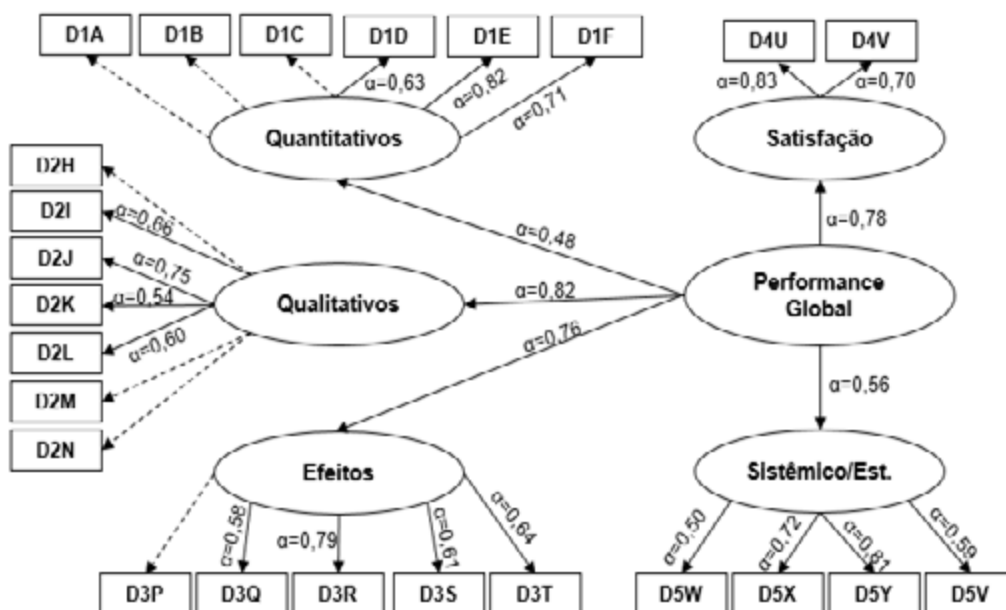 D1A
D1B
D1C
D1D
D1E
D1F
D4U
D4V
α=0,63
α=0,82
α=0,71
α=0,83
α=0,70
Quantitativos
Satisfação
D2H
D2I
D2J
D2K
D2L
D2M
D2N
α=0,66
α=0,75
α=0,54
α=0,60
Qualitativos
α=0,48
α=0,82
α=0,76
α=0,78
Performance
Global
α=0,56
Efeitos
Sistêmico/Est.
α=0,58
α=0,79
α=0,61
α=0,64
α=0,50
α=0,72
α=0,81
α=0,59
D3P
D3Q
D3R
D3S
D3T
D5W
D5X
D5Y
D5V